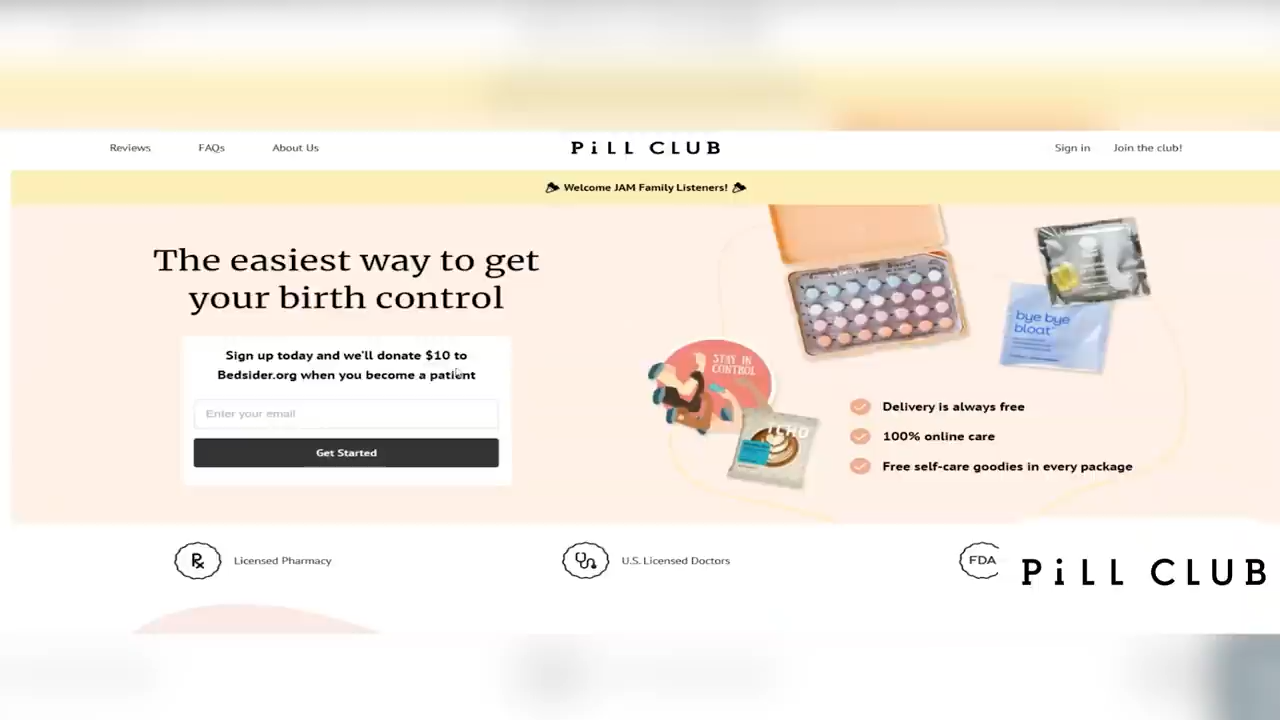 Reviews
FAQs
About Us
PiLL CLUB
Sign in
Join the club!
Welcome JAM Family Listeners!
The easiest way to get
your birth control
Sign up today and we'll donate $10 to
Bedsider.org when you become a patient
Enter your email
Get Started
STAY IN
CONTROL
TCHO
bye bye
bloat
Delivery is always free
100% online care
Free self-care goodies in every package
Rx
Licensed Pharmacy
U.S. Licensed Doctors
FDA
PiLL CLUB